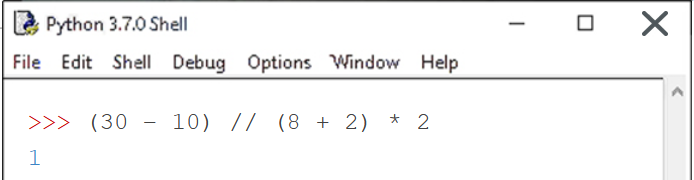 Python 3.7.0 Shell
File Edit Shell Debug Options Window Help
>>> (30 – 10) // (8 + 2) * 2
1